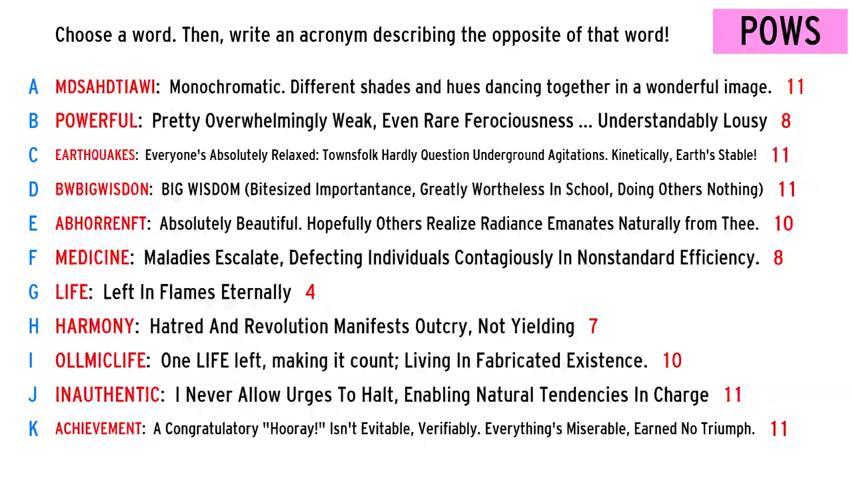 Choose a word. Then, write an acronym describing the opposite of that word! POWS
A MDSAHDTIAWI: Monochromatic. Different shades and hues dancing together in a wonderful image. 11
B POWERFUL: Pretty Overwhelmingly Weak, Even Rare Ferociousness ... Understandably Lousy 8
C EARTHQUAKES: Everyone's Absolutely Relaxed: Townsfolk Hardly Question Underground Agitations. Kinetically, Earth's Stable! 11
D BWBIGWISDON: BIG WISDOM (Bitesized Importantance, Greatly Wortheless In School, Doing Others Nothing) 11
E ABHORRENFT: Absolutely Beautiful. Hopefully Others Realize Radiance Emanates Naturally from Thee. 10
F MEDICINE: Maladies Escalate, Defecting Individuals Contagiously In Nonstandard Efficiency. 8
G LIFE: Left In Flames Eternally 4
H HARMONY: Hatred And Revolution Manifests Outcry, Not Yielding 7
I OLLMICLIFE: One LIFE left, making it count; Living In Fabricated Existence. 10
J INAUTHENTIC: I Never Allow Urges To Halt, Enabling Natural Tendencies In Charge 11
K ACHIEVEMENT: A Congratulatory "Hooray!" Isn't Evitable, Verifiably. Everything's Miserable, Earned No Triumph. 11